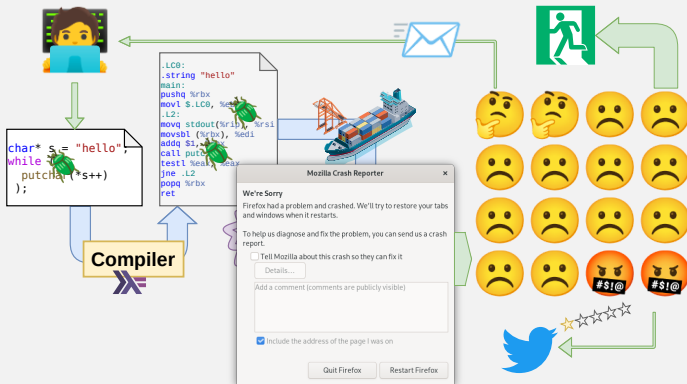 .LC0:
.string "hello"
main:
pushq %rbx
movl $.LC0, %e
.L2:
movq stdout(%rip), %rsi
movsbl (%rbx), %edi
addq $1,
call putc
testl %eax, %eax
jne .L2
popq %rbx
ret
char* s = "hello";
while
putchar(*s++)
);
Compiler
Mozilla Crash Reporter
×
We're Sorry
Firefox had a problem and crashed. We'll try to restore your tabs
and windows when it restarts.
To help us diagnose and fix the problem, you can send us a crash
report.
Tell Mozilla about this crash so they can fix it
Details...
Add a comment (comments are publicly visible)
Include the address of the page I was on
Quit Firefox
Restart Firefox
#$!@
#$!@